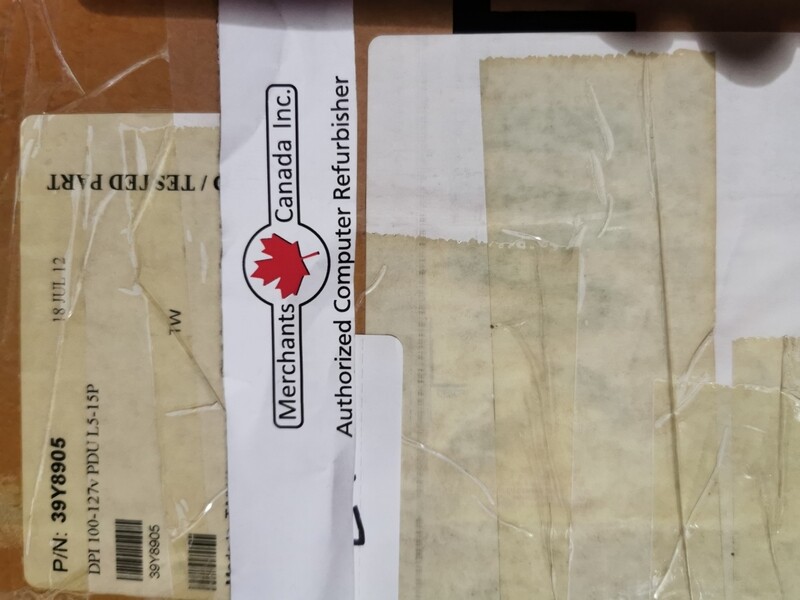 P/N: 39Y8905
DPI 100-127v PDU L5-15P
39Y8905
18 JUL 12
/ TESTED PART
Merchants Canada Inc.
Authorized Computer Refurbisher